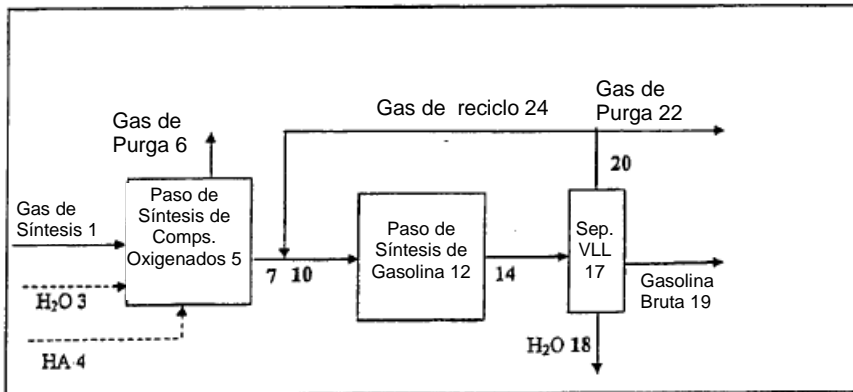 Gas de reciclo 24
Gas de
Purga 22
Gas de
Purga 6
20
Gas de
Síntesis 1
Paso de
Síntesis de
Comps.
Oxigenados 5
Paso de
Síntesis de
Gasolina 12
Sep.
VLL
17
7 10
14
Gasolina
Bruta 19
H₂O 3
HA 4
H₂O 18